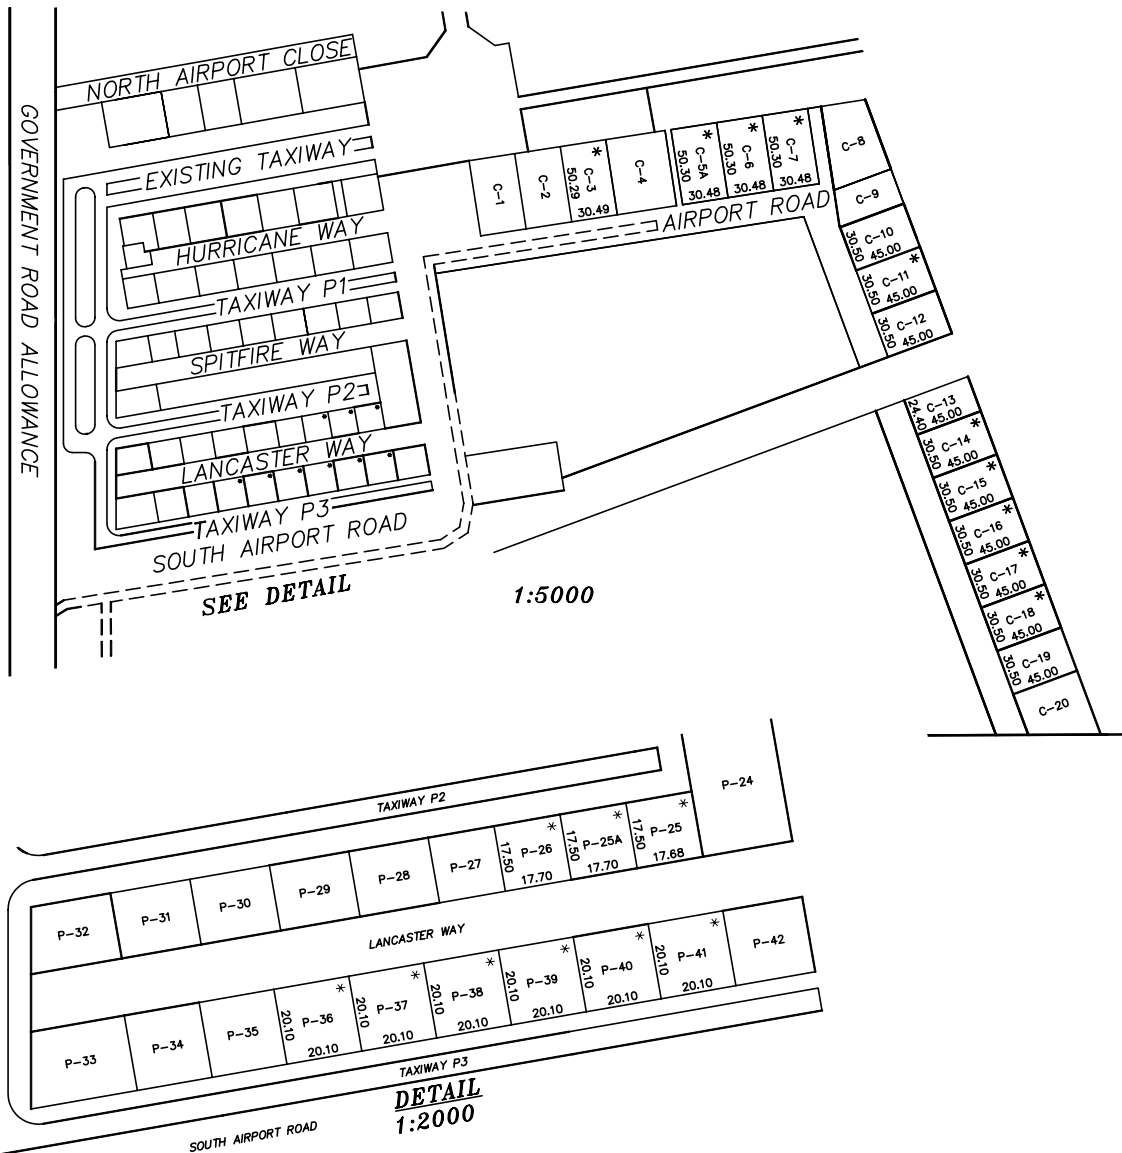 NORTH AIRPORT CLOSE
GOVERNMENT ROAD ALLOWANCE
EXISTING TAXIWAY
HURRICANE WAY
TAXIWAY P1
SPITFIRE WAY
TAXIWAY P2
LANCASTER WAY
TAXIWAY P3
SOUTH AIRPORT ROAD
SEE DETAIL
1:5000
AIRPORT ROAD
C-1
C-2
* C-3
50.29
30.49
C-4
* C-5A
50.30
30.48
* C-6
50.30
30.48
* C-7
50.30
30.48
C-8
C-9
C-10
30.50 45.00
C-11 *
30.50 45.00
C-12
30.50 45.00
C-13
24.40 45.00
C-14 *
30.50 45.00
C-15 *
30.50 45.00
C-16 *
30.50 45.00
C-17 *
30.50 45.00
C-18 *
30.50 45.00
C-19
30.50 45.00
C-20
TAXIWAY P2
P-24
P-32
P-31
P-30
P-29
P-28
P-27
17.50 P-26 *
17.70
17.50 P-25A *
17.70
17.50 P-25 *
17.68
LANCASTER WAY
P-33
P-34
P-35
20.10 P-36 *
20.10
20.10 P-37 *
20.10
20.10 P-38 *
20.10
20.10 P-39 *
20.10
20.10 P-40 *
20.10
20.10 P-41 *
20.10
P-42
TAXIWAY P3
DETAIL
1:2000
SOUTH AIRPORT ROAD